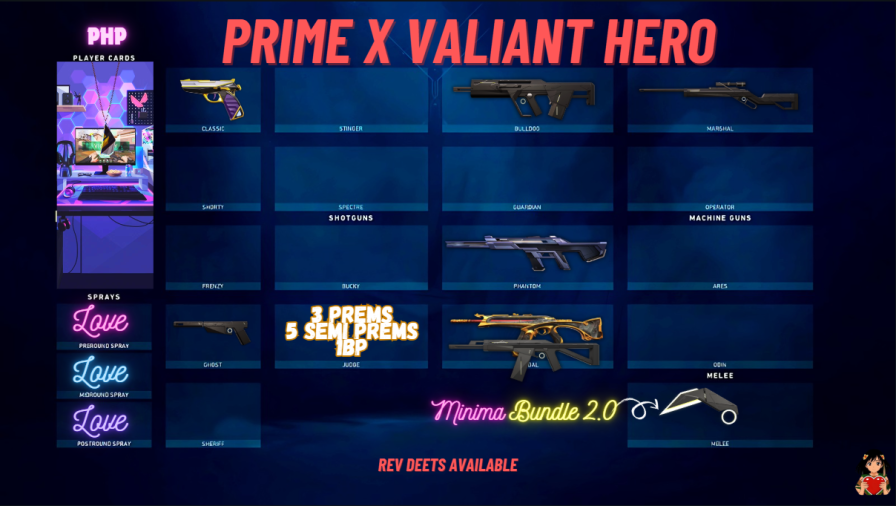 PHP
PRIME X VALIANT HERO
PLAYER CARDS
CLASSIC
STINGER
BULLDOG
MARSHAL
SHORTY
SPECTRE
GUARDIAN
OPERATOR
SHOTGUNS
MACHINE GUNS
FRENZY
BUCKY
PHANTOM
ARES
SPRAYS
Love
PREROUND SPRAY
3 PREMS
5 SEMI PREMS
1BP
GHOST
JUDGE
ODIN
Love
MIDROUND SPRAY
MELEE
Minima Bundle 2.0
Love
POSTROUND SPRAY
SHERIFF
MELEE
REV DEETS AVAILABLE